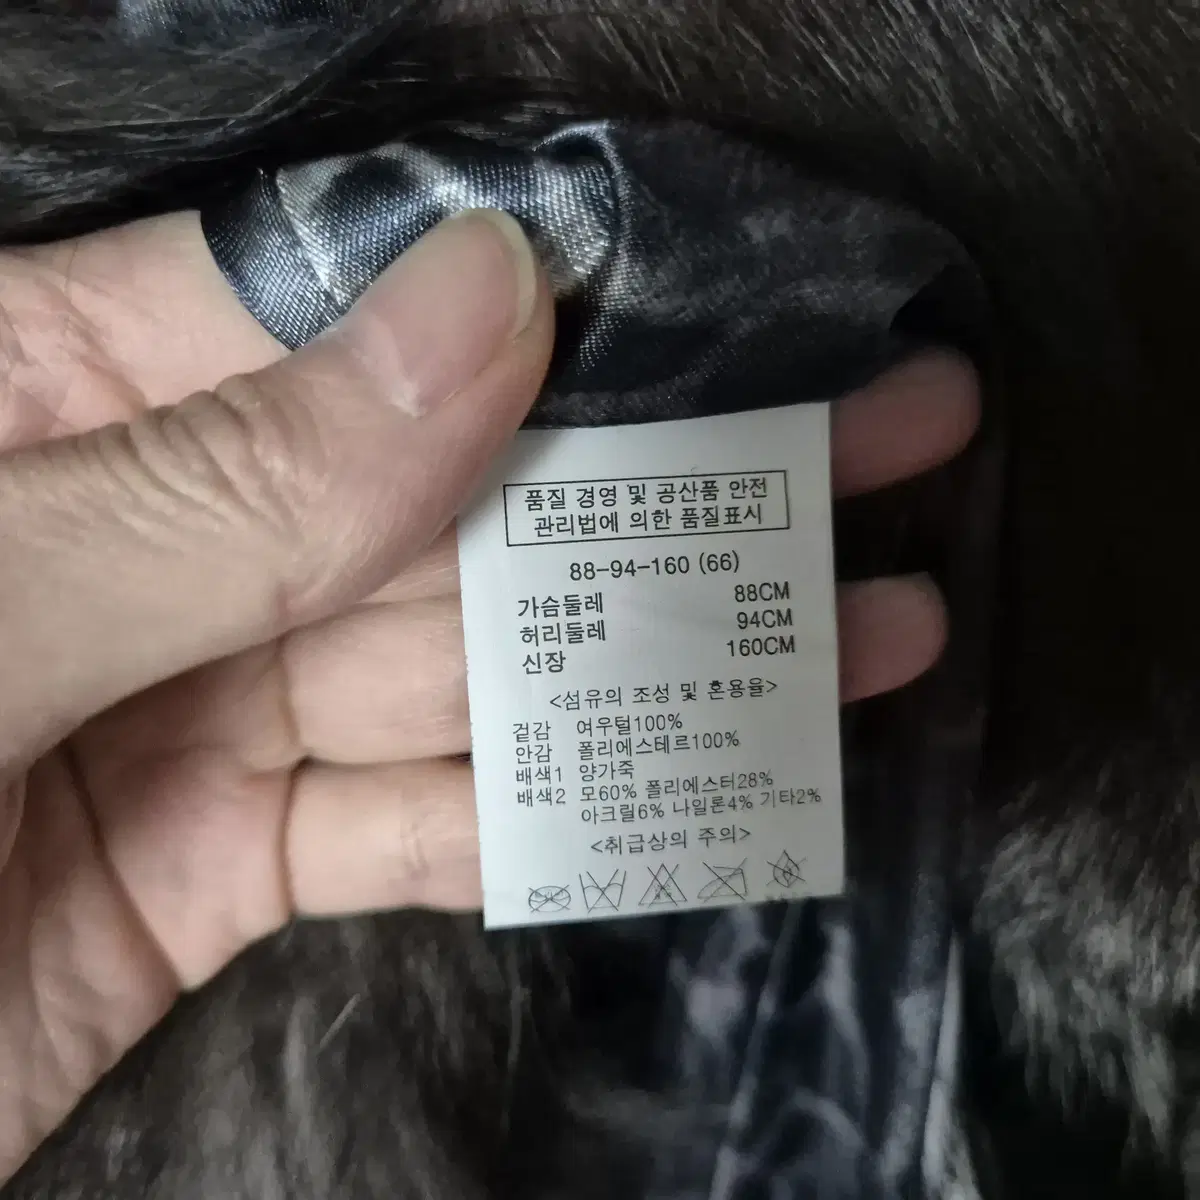 품질 경영 및 공산품 안전
관리법에 의한 품질표시
88-94-160 (66)
가슴둘레 88CM
허리둘레 94CM
신장 160CM
<섬유의 조성 및 혼용율>
겉감 여우털100%
안감 폴리에스테르100%
배색1 양가죽
배색2 모60% 폴리에스터28%
아크릴6% 나일론4% 기타2%
<취급상의 주의>